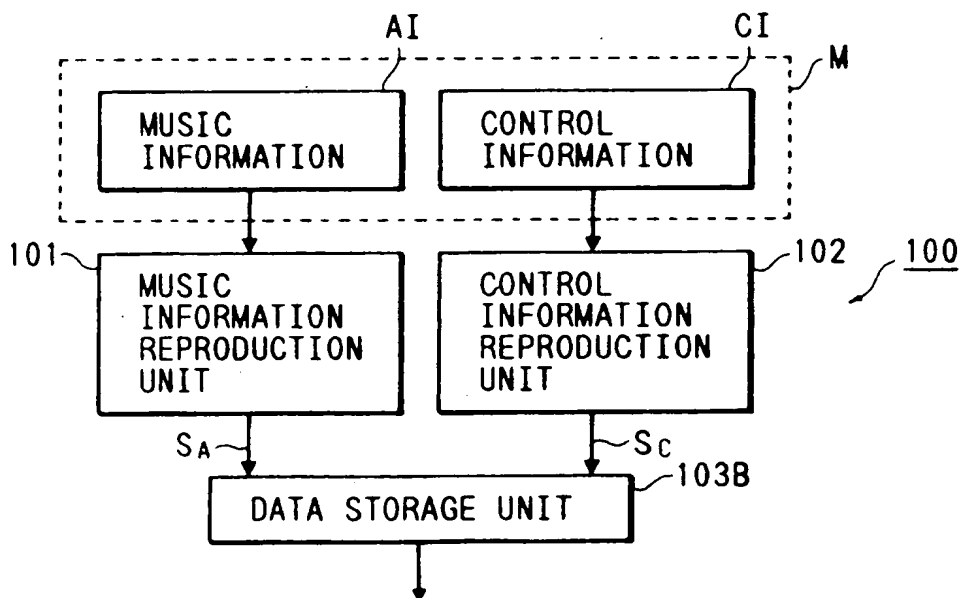 AI
CI
M
MUSIC
INFORMATION
CONTROL
INFORMATION
101
102
100
MUSIC
INFORMATION
REPRODUCTION
UNIT
CONTROL
INFORMATION
REPRODUCTION
UNIT
SA
SC
103B
DATA STORAGE UNIT